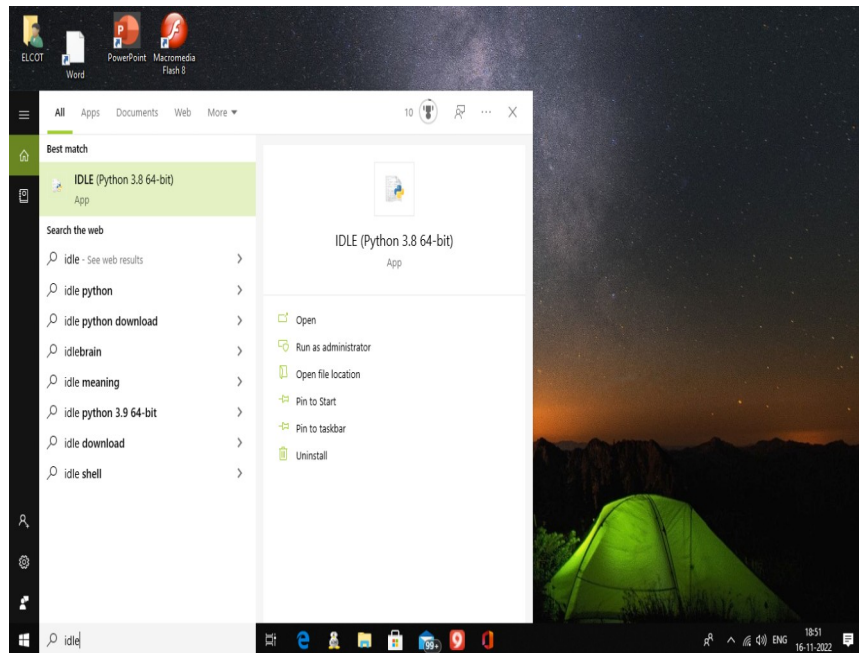 ELCOT
Word
PowerPoint
Macromedia
Flash 8
All Apps Documents Web More
10
Best match
IDLE (Python 3.8 64-bit)
App
Search the web
idle - See web results
idle python
idle python download
idlebrain
idle meaning
idle python 3.9 64-bit
idle download
idle shell
IDLE (Python 3.8 64-bit)
App
Open
Run as administrator
Open file location
Pin to Start
Pin to taskbar
Uninstall
idle
99+
ENG
18:51
16-11-2022